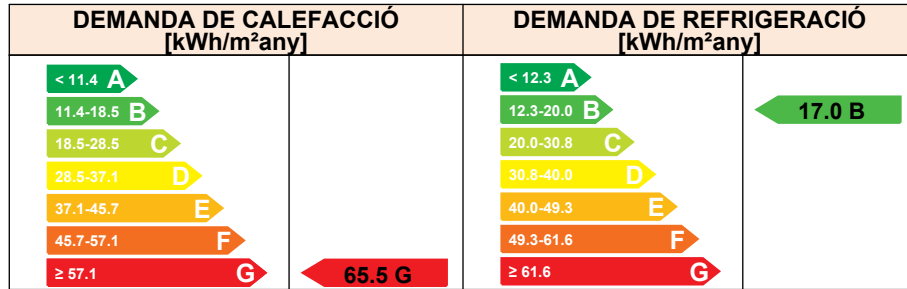 DEMANDA DE CALEFACCIÓ
[kWh/m²any]
< 11.4 A
11.4-18.5 B
18.5-28.5 C
28.5-37.1 D
37.1-45.7 E
45.7-57.1 F
≥ 57.1 G
65.5 G
DEMANDA DE REFRIGERACIÓ
[kWh/m²any]
< 12.3 A
12.3-20.0 B
17.0 B
20.0-30.8 C
30.8-40.0 D
40.0-49.3 E
49.3-61.6 F
≥ 61.6 G